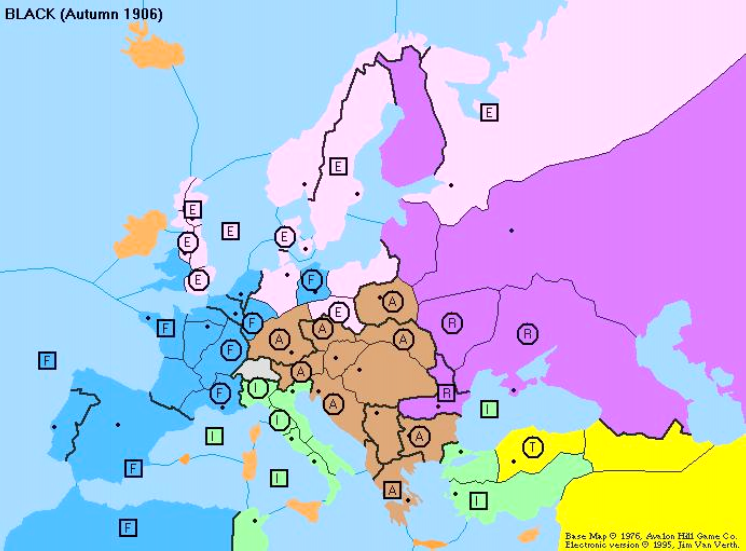 BLACK (Autumn 1906)
E
E
E
E
E
E
E
F
E
F
F
A
A
A
R
R
F
F
A
F
I
A
R
I
I
A
I
A
T
F
I
A
I
F
Base Map © 1976, Avalon Hill Game Co.
Electronic version © 1995, Jim Van Verth.